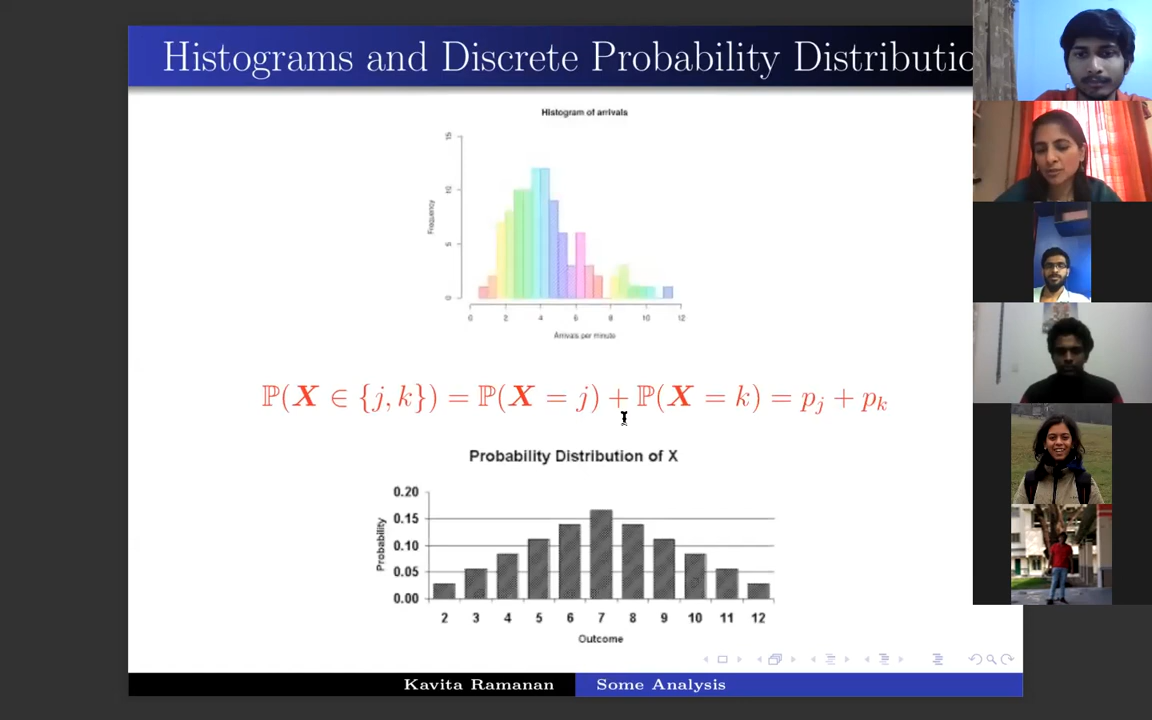 Histograms and Discrete Probability Distributio
Histogram of arrivals
Frequency
15
10
5
0
0 2 4 6 8 10 12
Arrivals per minute
ℙ(X ∈ {j, k}) = ℙ(X = j) + ℙ(X = k) = p_j + p_k
Probability Distribution of X
Probability
0.20
0.15
0.10
0.05
0.00
2 3 4 5 6 7 8 9 10 11 12
Outcome
Kavita Ramanan Some Analysis